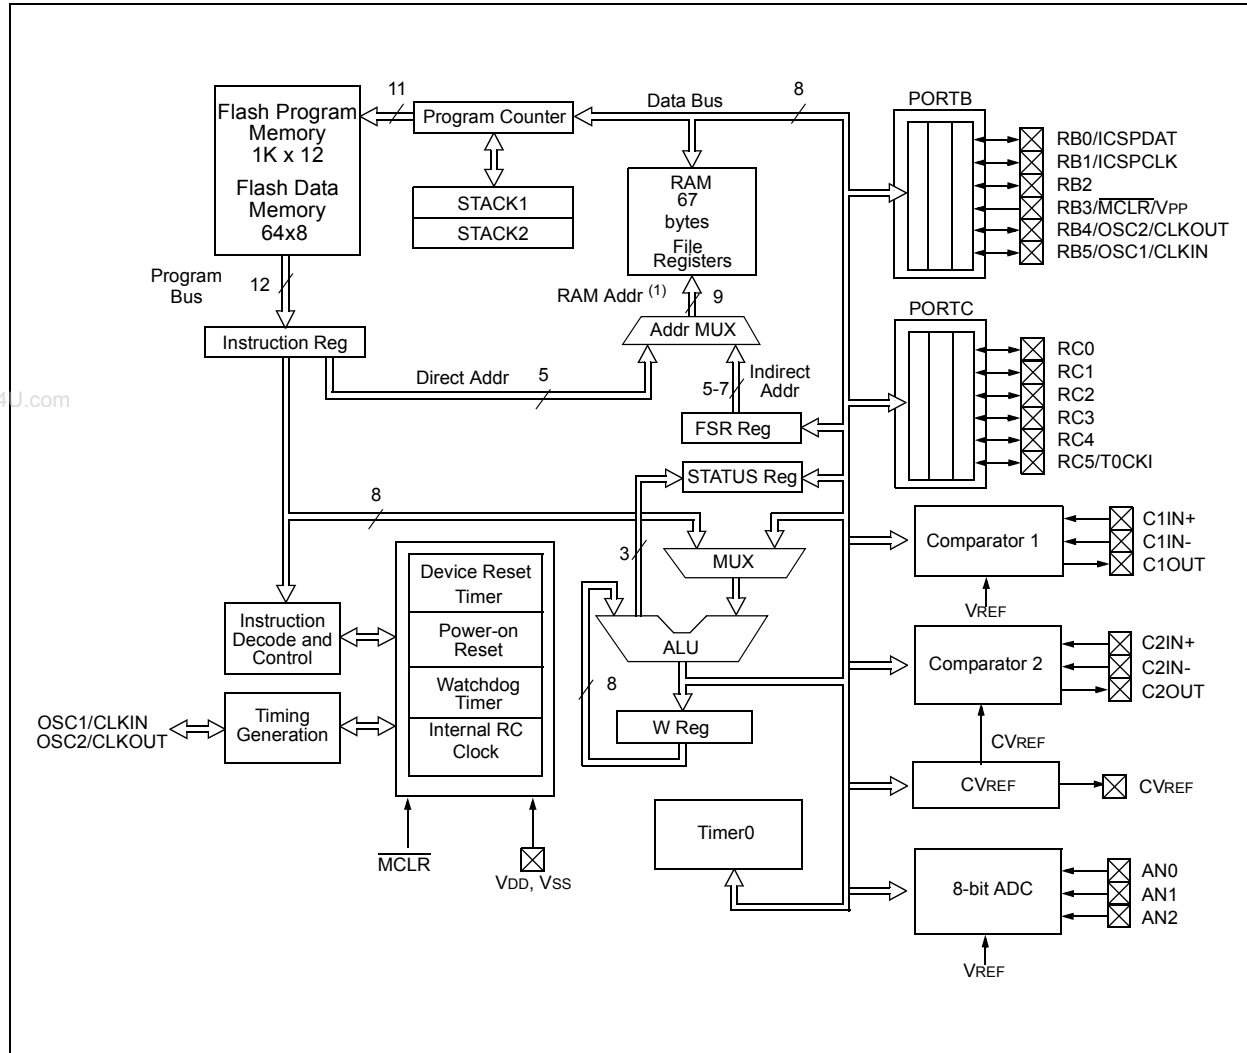 Flash Program
Memory
1K x 12
Flash Data
Memory
64x8
11
Program Counter
STACK1
STACK2
Data Bus
8
RAM
67
bytes
File
Registers
PORTB
RB0/ICSPDAT
RB1/ICSPCLK
RB2
RB3/MCLR/VPP
RB4/OSC2/CLKOUT
RB5/OSC1/CLKIN
Program
Bus
12
RAM Addr (1)
9
Addr MUX
Instruction Reg
Direct Addr
5
5-7
Indirect
Addr
FSR Reg
STATUS Reg
PORTC
RC0
RC1
RC2
RC3
RC4
RC5/T0CKI
4U.com
8
3
MUX
ALU
8
W Reg
Device Reset
Timer
Power-on
Reset
Watchdog
Timer
Internal RC
Clock
Instruction
Decode and
Control
Timing
Generation
OSC1/CLKIN
OSC2/CLKOUT
MCLR
VDD, VSS
Timer0
Comparator 1
C1IN+
C1IN-
C1OUT
VREF
Comparator 2
C2IN+
C2IN-
C2OUT
CVREF
CVREF
CVREF
8-bit ADC
AN0
AN1
AN2
VREF